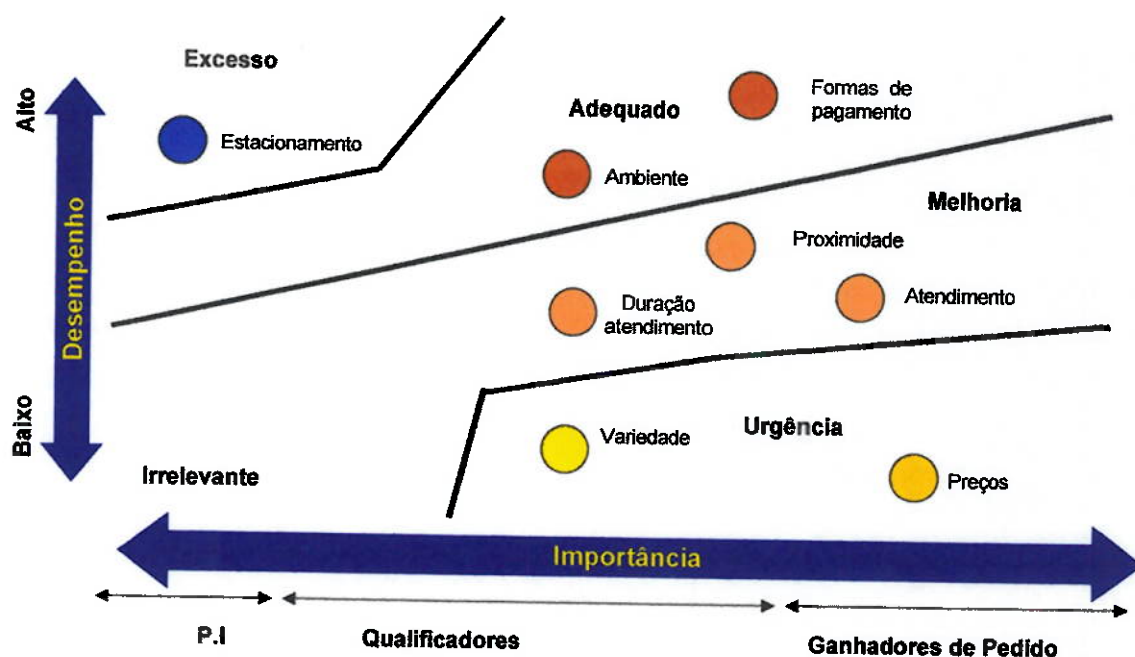 Excesso
Alto
Formas de
pagamento
Adequado
Estacionamento
Ambiente
Melhoria
Desempenho
Proximidade
Duração
atendimento
Atendimento
Baixo
Variedade
Urgência
Irrelevante
Preços
Importância
P.I
Qualificadores
Ganhadores de Pedido